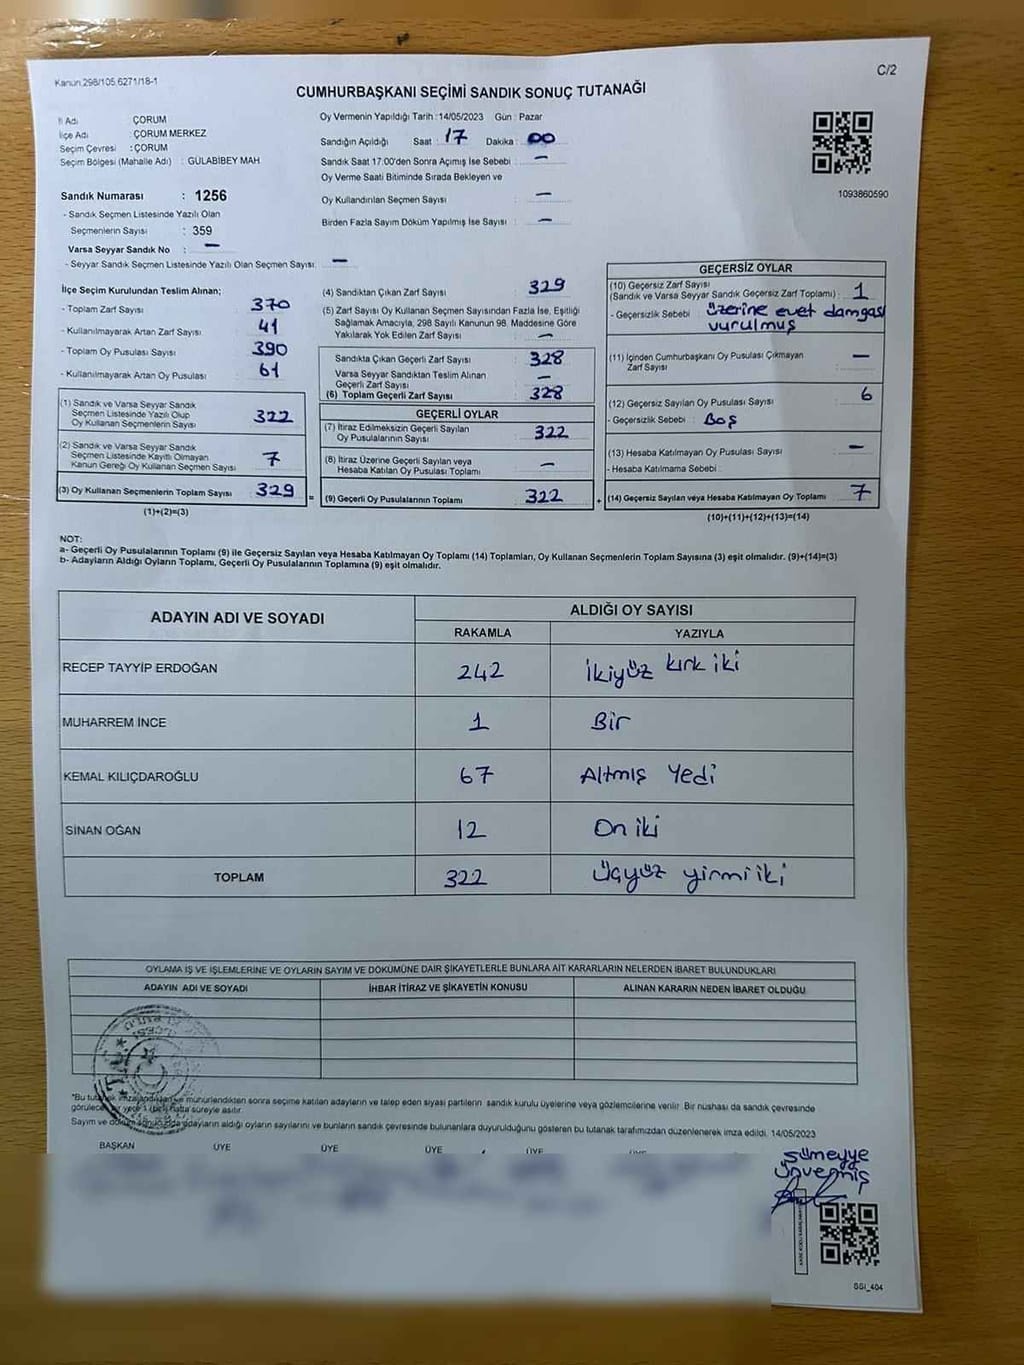 Kanun 298/105 6271/18-1
C/2
CUMHURBAŞKANI SEÇİMİ SANDIK SONUÇ TUTANAĞI
İl Adı ÇORUM
İlçe Adı ÇORUM MERKEZ
Seçim Çevresi : ÇORUM
Seçim Bölgesi (Mahalle Adı) : GÜLABİBEY MAH
Oy Vermenin Yapıldığı Tarih : 14/05/2023 Gün : Pazar
Sandığın Açıldığı Saat : 17 Dakika : 00
Sandık Saat 17:00'den Sonra Açımış İse Sebebi : —
Oy Verme Saati Bitiminde Sırada Bekleyen ve
Oy Kullandırılan Seçmen Sayısı : —
Birden Fazla Sayım Döküm Yapılmış İse Sayısı : —
1093860590
Sandık Numarası : 1256
- Sandık Seçmen Listesinde Yazılı Olan
Seçmenlerin Sayısı : 359
Varsa Seyyar Sandık No : —
- Seyyar Sandık Seçmen Listesinde Yazılı Olan Seçmen Sayısı: —
İlçe Seçim Kurulundan Teslim Alınan;
- Toplam Zarf Sayısı : 370
- Kullanılmayarak Artan Zarf Sayısı : 41
- Toplam Oy Pusulası Sayısı : 390
- Kullanılmayarak Artan Oy Pusulası : 61
(1) Sandık ve Varsa Seyyar Sandık
Seçmen Listesinde Yazılı Olup
Oy Kullanan Seçmenlerin Sayısı : 322
(2) Sandık ve Varsa Seyyar Sandık
Seçmen Listesinde Kayıtlı Olmayan
Kanun Gereği Oy Kullanan Seçmen Sayısı : 7
(3) Oy Kullanan Seçmenlerin Toplam Sayısı 329 =
(1)+(2)=(3)
(4) Sandıktan Çıkan Zarf Sayısı : 329
(5) Zarf Sayısı Oy Kullanan Seçmen Sayısından Fazla İse, Eşitliği
Sağlamak Amacıyla, 298 Sayılı Kanunun 98. Maddesine Göre
Yakılarak Yok Edilen Zarf Sayısı : —
Sandıkta Çıkan Geçerli Zarf Sayısı : 328
Varsa Seyyar Sandıktan Teslim Alınan
Geçerli Zarf Sayısı : —
(6) Toplam Geçerli Zarf Sayısı : 328
GEÇERLİ OYLAR
(7) İtiraz Edilmeksizin Geçerli Sayılan
Oy Pusulalarının Sayısı : 322
(8) İtiraz Üzerine Geçerli Sayılan veya
Hesaba Katılan Oy Pusulası Toplamı : —
(9) Geçerli Oy Pusulalarının Toplamı : 322 +
GEÇERSİZ OYLAR
(10) Geçersiz Zarf Sayısı
(Sandık ve Varsa Seyyar Sandık Geçersiz Zarf Toplamı) : 1
- Geçersizlik Sebebi : üzerine evet damgası
vurulmuş
(11) İçinden Cumhurbaşkanı Oy Pusulası Çıkmayan
Zarf Sayısı : —
(12) Geçersiz Sayılan Oy Pusulası Sayısı : 6
- Geçersizlik Sebebi : Boş
(13) Hesaba Katılmayan Oy Pusulası Sayısı : —
- Hesaba Katılmama Sebebi :
(14) Geçersiz Sayılan veya Hesaba Katılmayan Oy Toplamı : 7
(10)+(11)+(12)+(13)=(14)
NOT:
a- Geçerli Oy Pusulalarının Toplamı (9) ile Geçersiz Sayılan veya Hesaba Katılmayan Oy Toplamı (14) Toplamları, Oy Kullanan Seçmenlerin Toplam Sayısına (3) eşit olmalıdır. (9)+(14)=(3)
b- Adayların Aldığı Oyların Toplamı, Geçerli Oy Pusulalarının Toplamına (9) eşit olmalıdır.
ADAYIN ADI VE SOYADI ALDIĞI OY SAYISI
RAKAMLA YAZIYLA
RECEP TAYYİP ERDOĞAN 242 İkiyüz kırk iki
MUHARREM İNCE 1 Bir
KEMAL KILIÇDAROĞLU 67 Altmış Yedi
SİNAN OĞAN 12 On iki
TOPLAM 322 Üçyüz yirmi iki
OYLAMA İŞ VE İŞLEMLERİNE VE OYLARIN SAYIM VE DÖKÜMÜNE DAİR ŞİKAYETLERLE BUNLARA AİT KARARLARIN NELERDEN İBARET BULUNDUKLARI
ADAYIN ADI VE SOYADI İHBAR İTİRAZ VE ŞİKAYETİN KONUSU ALINAN KARARIN NEDEN İBARET OLDUĞU
*Bu tutanak imzalandıktan ve mühürlendikten sonra seçime katılan adayların ve talep eden siyasi partilerin sandık kurulu üyelerine veya gözlemcilerine verilir. Bir nüshası da sandık çevresinde
görülecek bir yere 1 (bir) hafta süreyle asılır.
Sayım ve döküm sonucunda adayların aldığı oyların sayılarını ve bunların sandık çevresinde bulunanlara duyurulduğunu gösteren bu tutanak tarafımızdan düzenlenerek imza edildi. 14/05/2023
BAŞKAN ÜYE ÜYE ÜYE ÜYE
Sümeyye
Ünvermiş
SSI_404